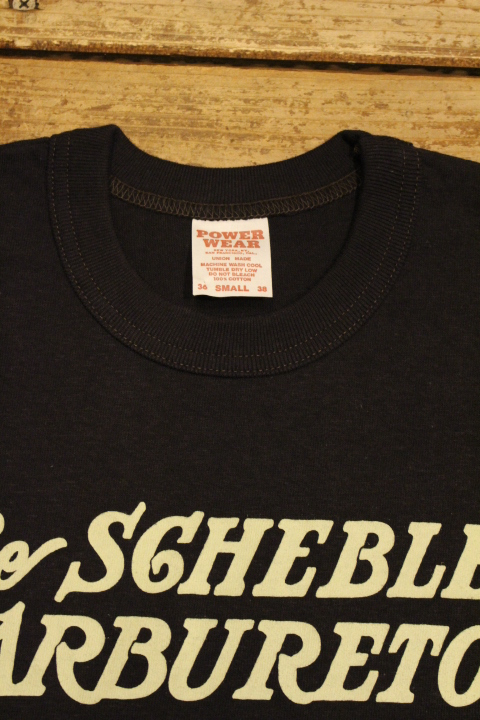 POWER
WEAR
UNION MADE
MACHINE WASH COOL
TUMBLE DRY LOW
DO NOT BLEACH
100% COTTON
36 SMALL 38
SCHEBLE
ARBURETO